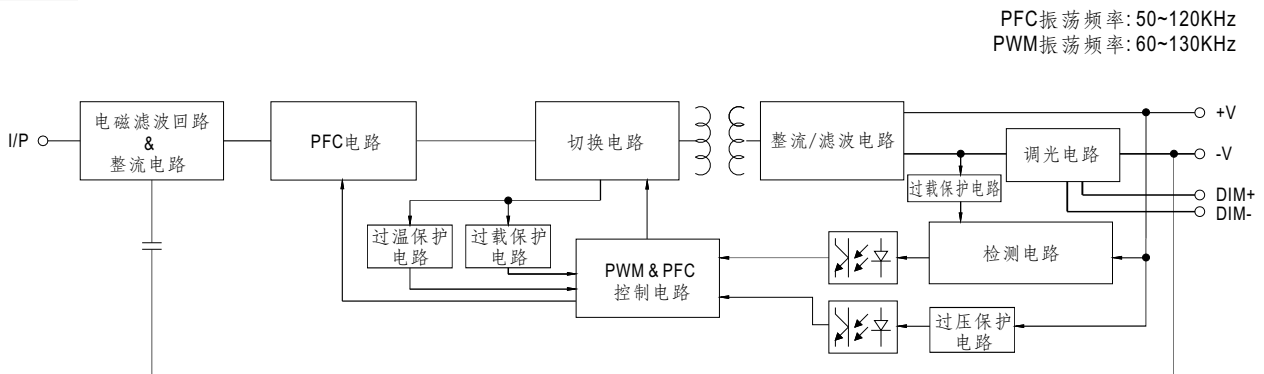 PFC振荡频率: 50~120KHz
PWM振荡频率: 60~130KHz
I/P
电磁滤波回路
&
整流电路
PFC电路
切换电路
整流/滤波电路
调光电路
+V
-V
DIM+
DIM-
过载保护电路
过温保护
电路
过载保护
电路
PWM & PFC
控制电路
检测电路
过压保护
电路